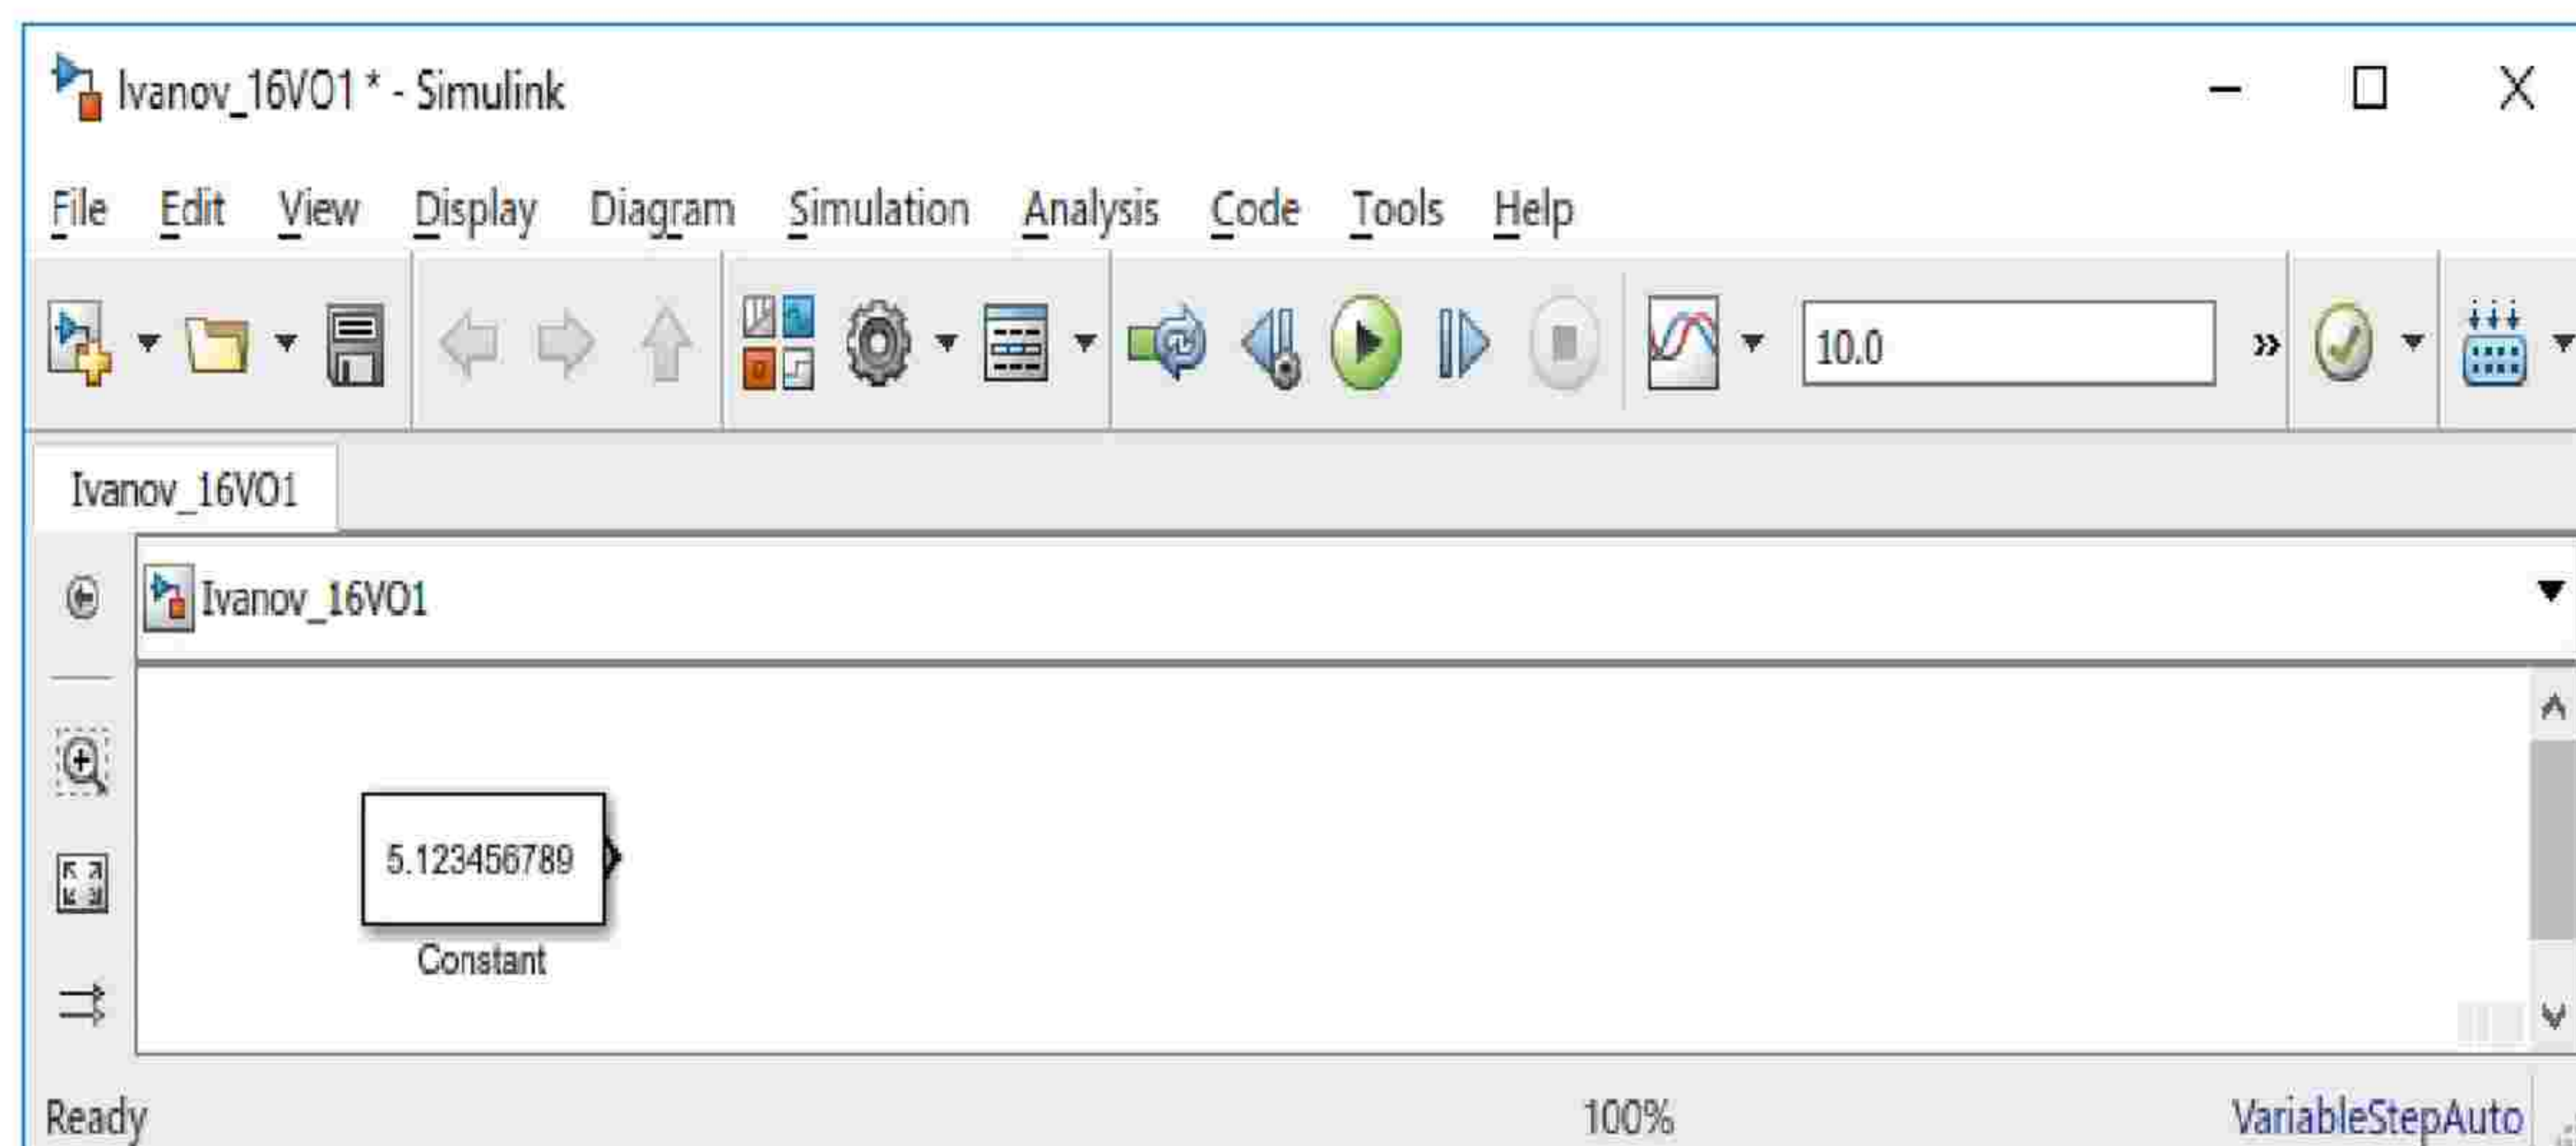 Ivanov_16VO1 * - Simulink
File Edit View Display Diagram Simulation Analysis Code Tools Help
10.0 »
Ivanov_16VO1
Ivanov_16VO1
5.123456789
Constant
Ready 100% VariableStepAuto